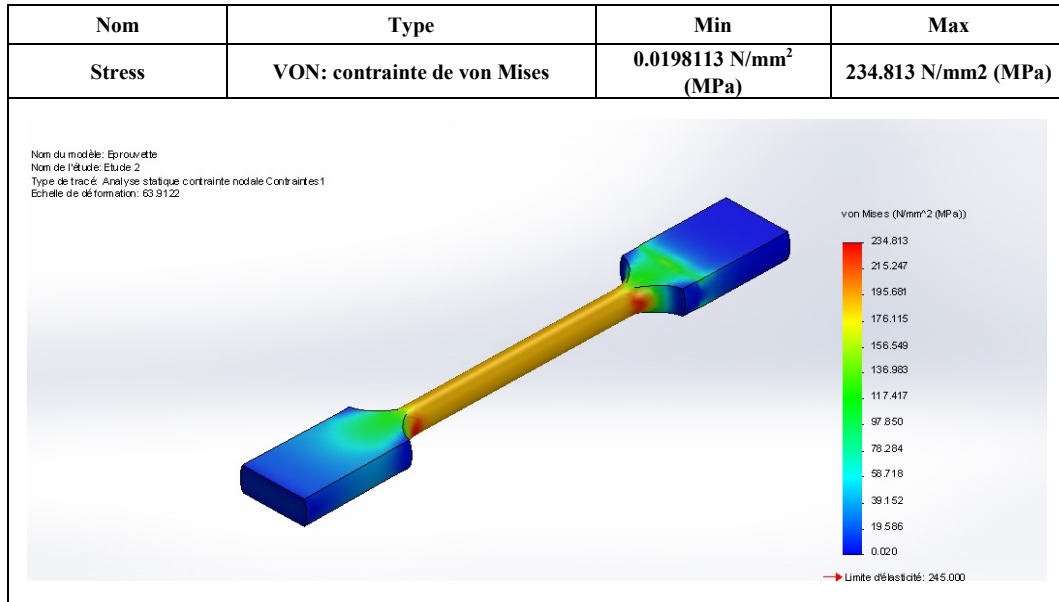 Nom Type Min Max
Stress VON: contrainte de von Mises 0.0198113 N/mm² (MPa) 234.813 N/mm2 (MPa)
Nom du modèle: Eprouvette
Nom de l'étude: Etude 2
Type de tracé: Analyse statique contrainte nodale Contraintes1
Echelle de déformation: 63.9122
von Mises (N/mm^2 (MPa))
234.813
215.247
195.681
176.115
156.549
136.983
117.417
97.850
78.284
58.718
39.152
19.586
0.020
Limite d'élasticité: 245.000